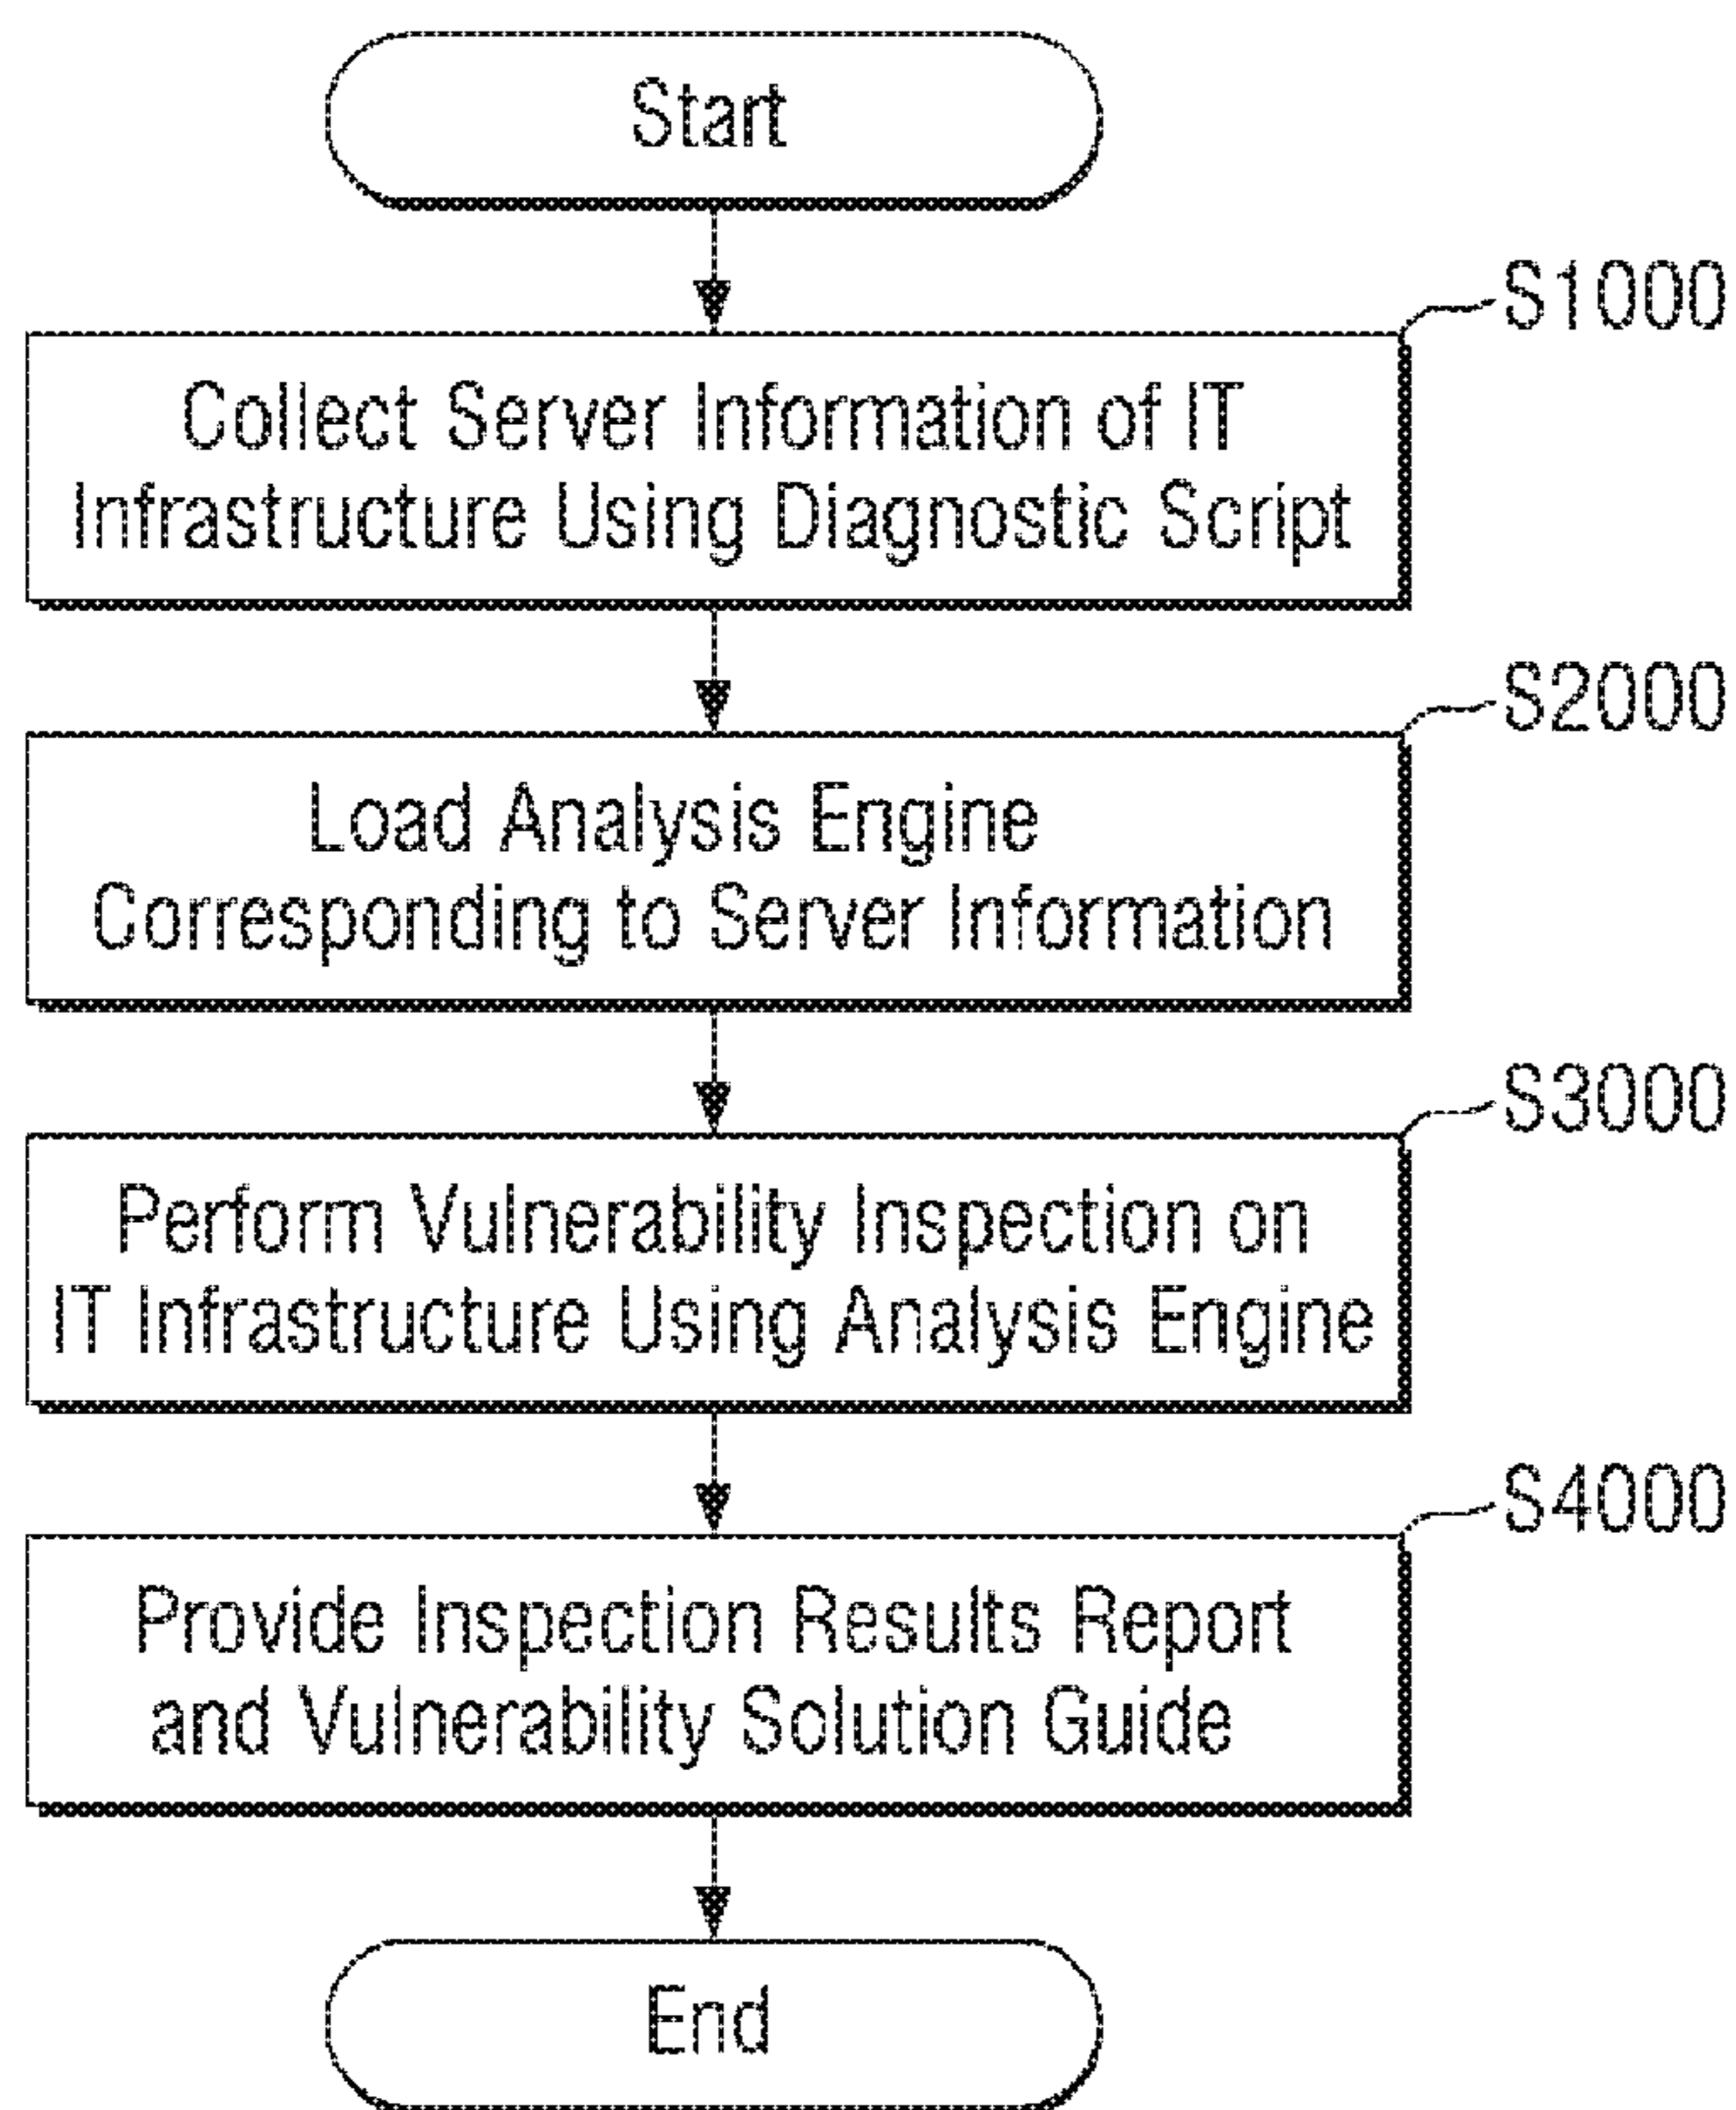 Start
S1000
Collect Server Information of IT
Infrastructure Using Diagnostic Script
S2000
Load Analysis Engine
Corresponding to Server Information
S3000
Perform Vulnerability Inspection on
IT Infrastructure Using Analysis Engine
S4000
Provide Inspection Results Report
and Vulnerability Solution Guide
End